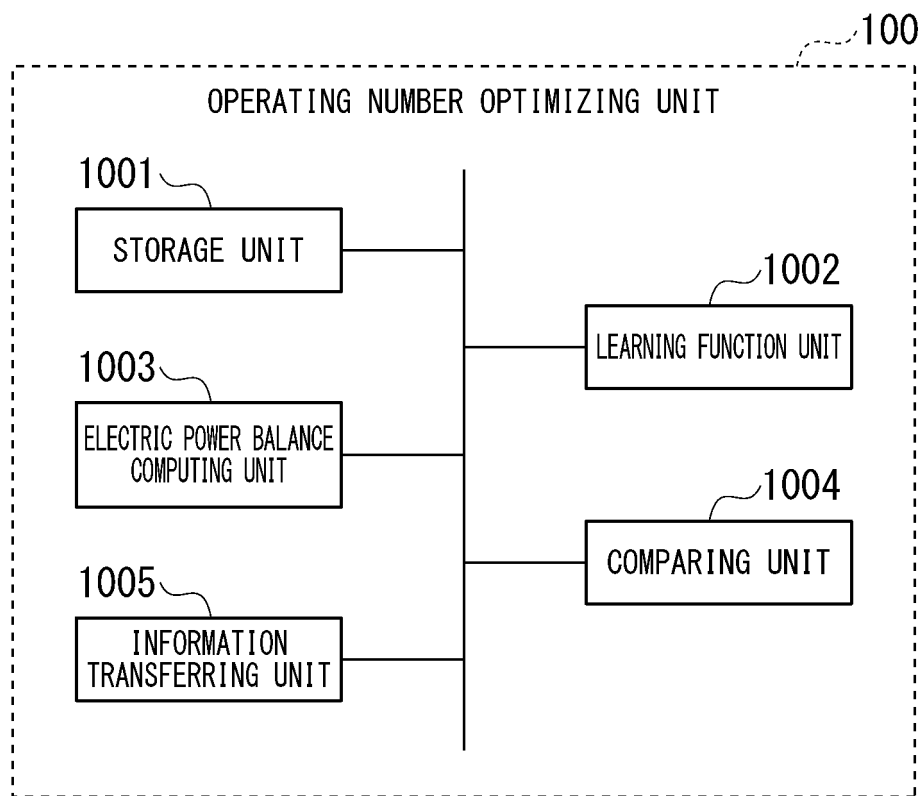 100
OPERATING NUMBER OPTIMIZING UNIT
1001
STORAGE UNIT
1002
LEARNING FUNCTION UNIT
1003
ELECTRIC POWER BALANCE
COMPUTING UNIT
1004
COMPARING UNIT
1005
INFORMATION
TRANSFERRING UNIT